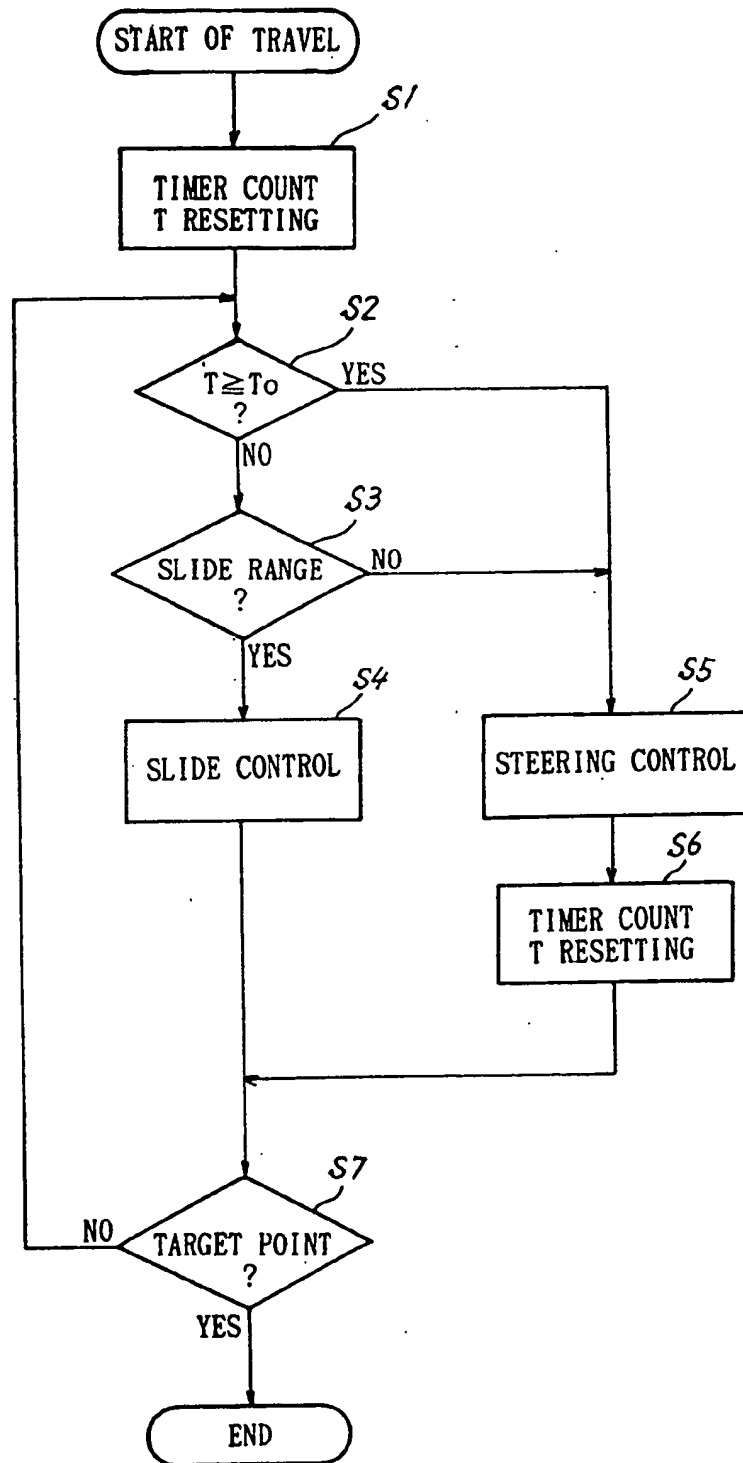 START OF TRAVEL
S1
TIMER COUNT
T RESETTING
S2
T≧To
?
YES
NO
S3
SLIDE RANGE
?
NO
YES
S4
SLIDE CONTROL
S5
STEERING CONTROL
S6
TIMER COUNT
T RESETTING
S7
NO
TARGET POINT
?
YES
END